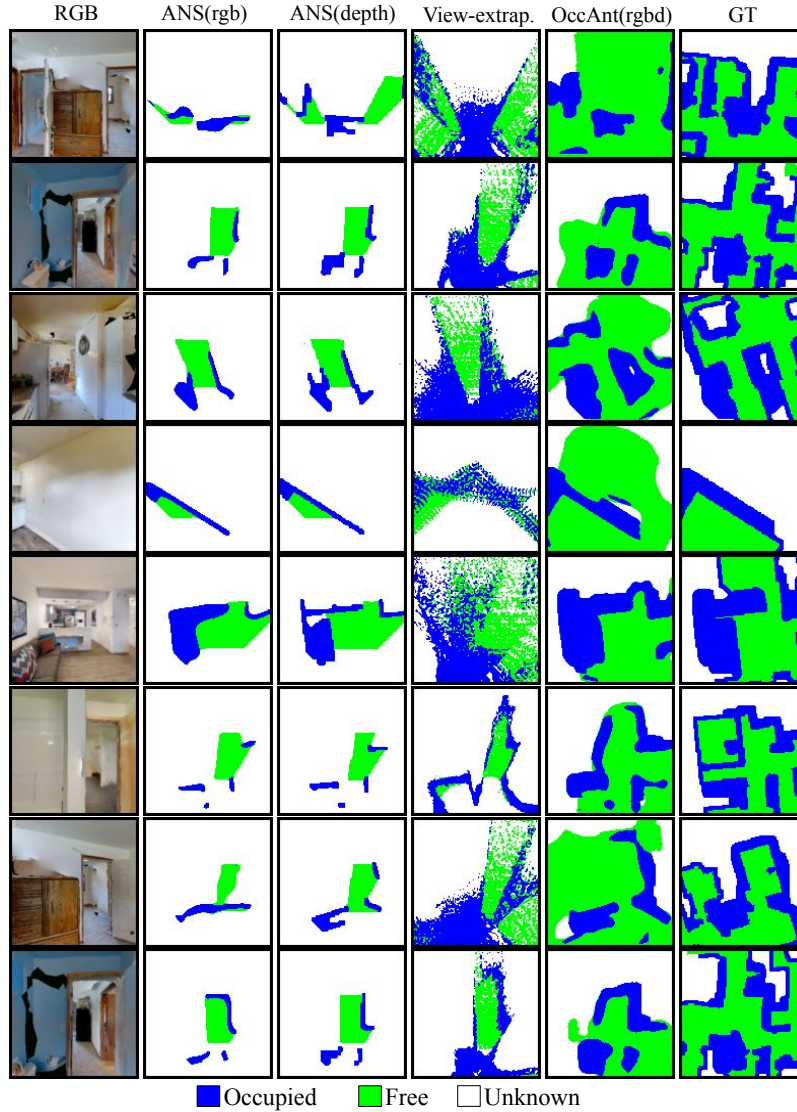 RGB ANS(rgb) ANS(depth) View-extrap. OccAnt(rgbd) GT
Occupied Free Unknown